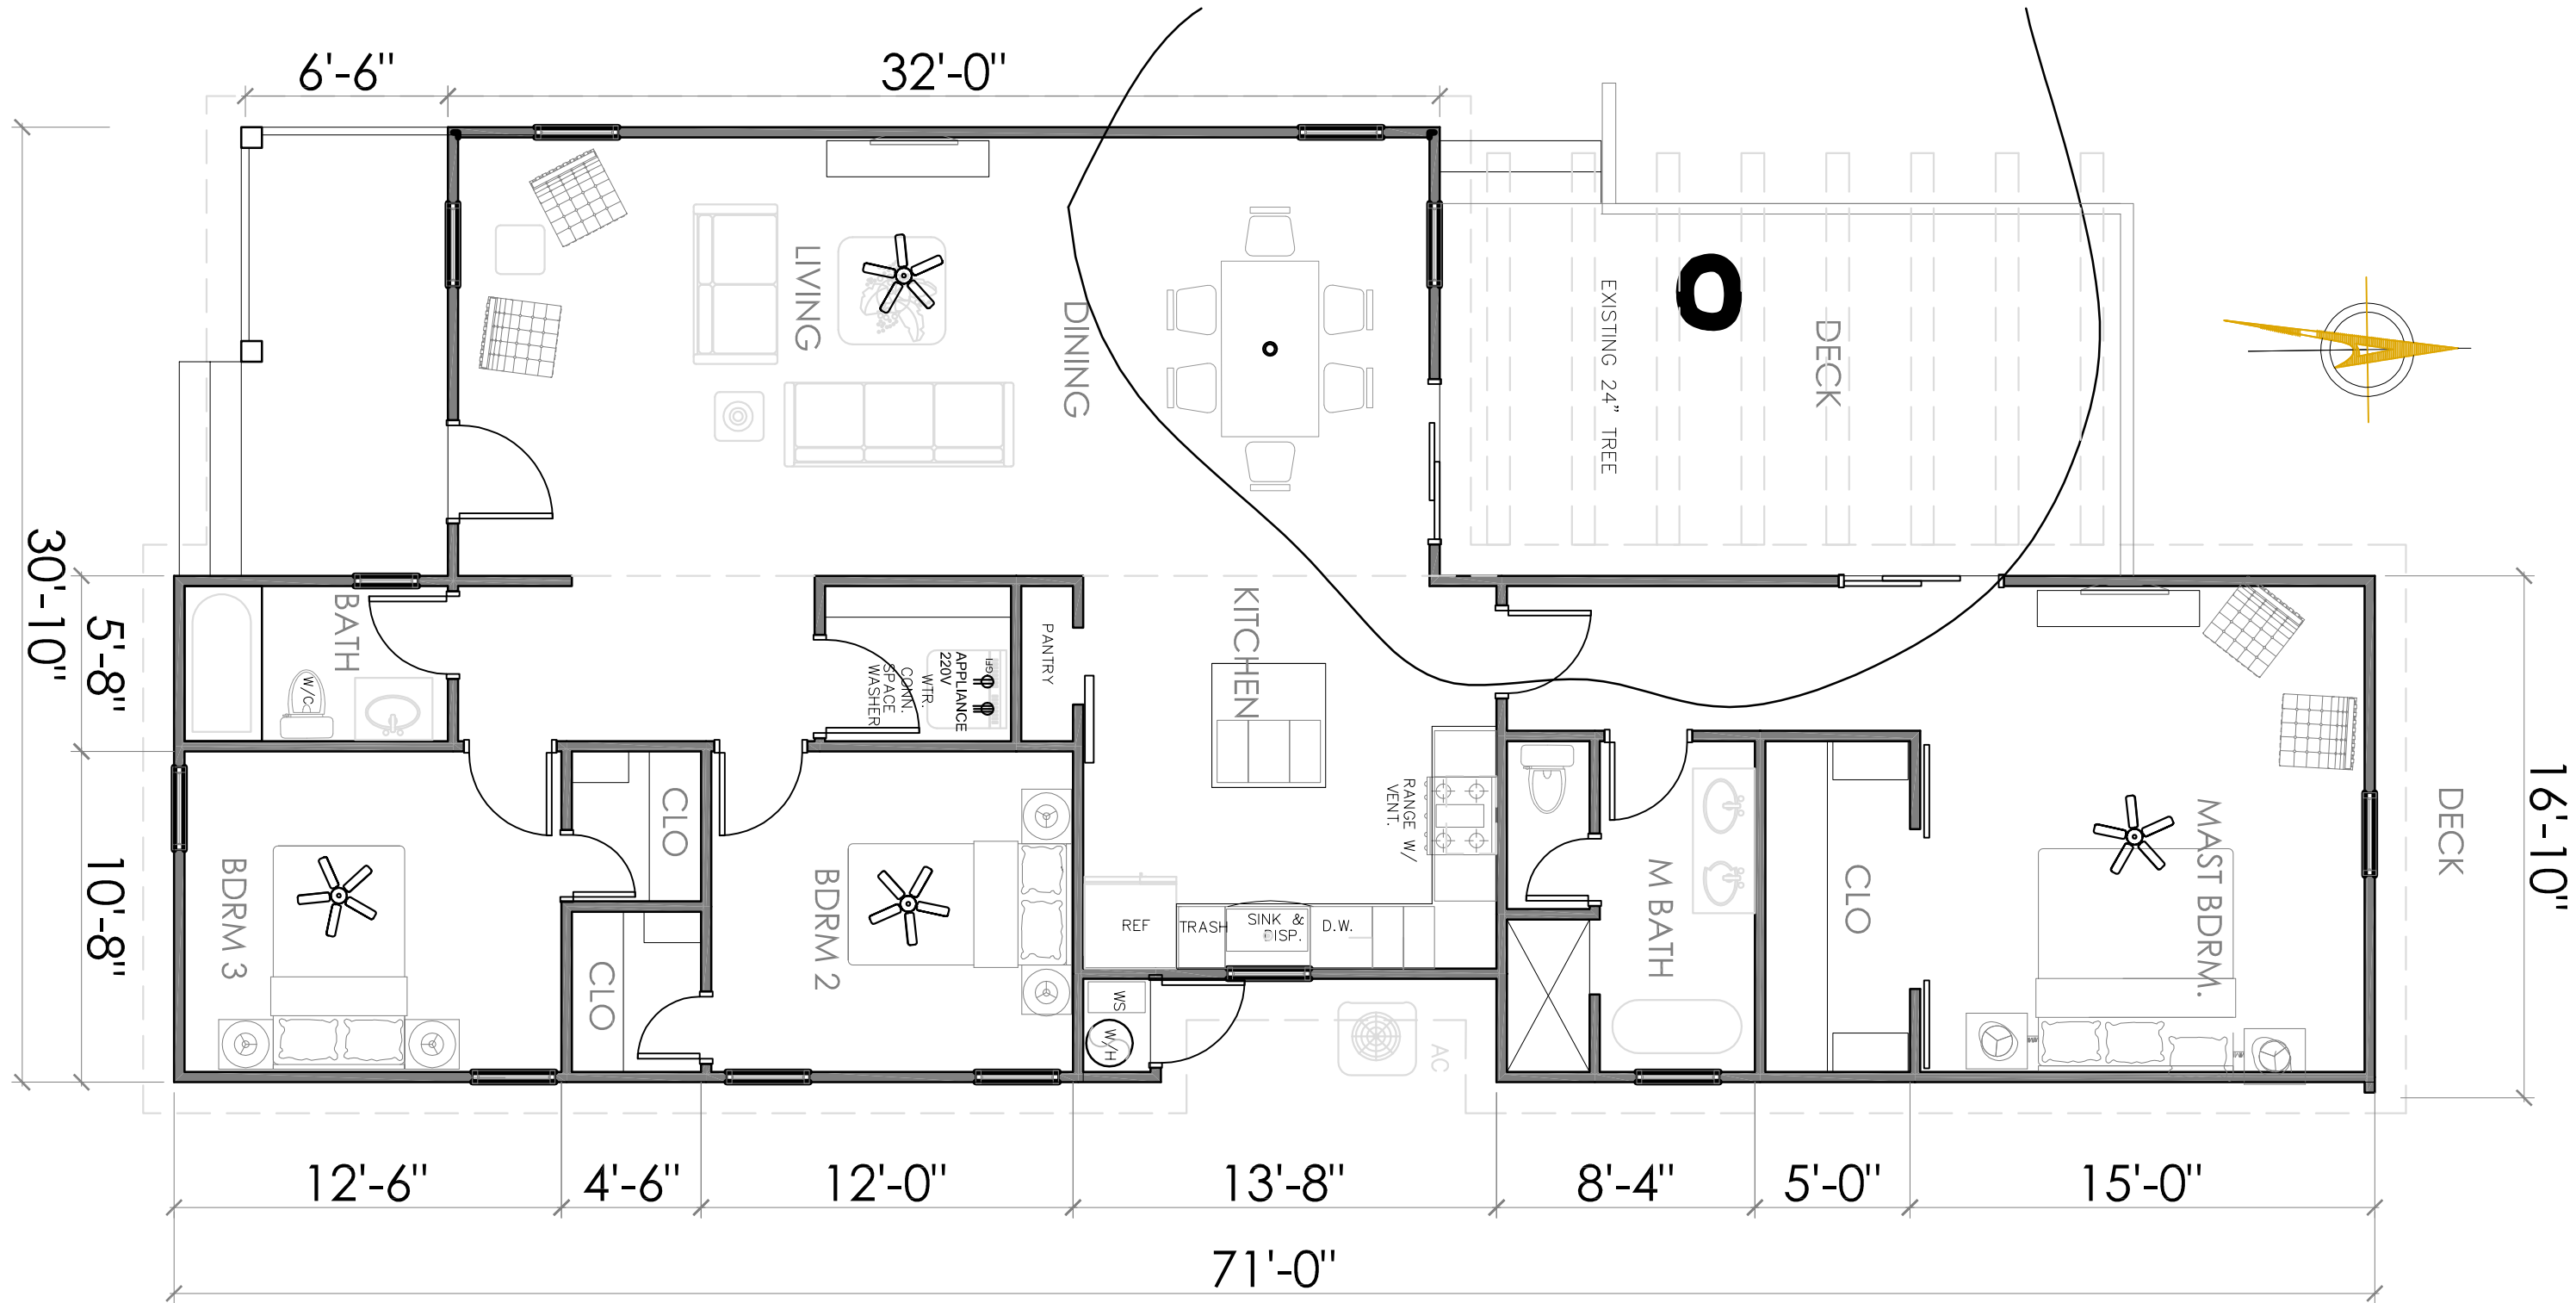 6'-6"
32'-0"
30'-10"
5'-8"
10'-8"
LIVING
DINING
EXISTING 24" TREE
DECK
BATH
W/C
APPLIANCE
220V
GFI
WTR.
CONN.
SPACE
WASHER
PANTRY
KITCHEN
RANGE W/
VENT.
REF
TRASH
SINK &
DISP.
D.W.
BDRM 3
CLO
CLO
BDRM 2
WS
W/H
AC
M BATH
CLO
MAST BDRM.
DECK
16'-10"
12'-6"
4'-6"
12'-0"
13'-8"
8'-4"
5'-0"
15'-0"
71'-0"